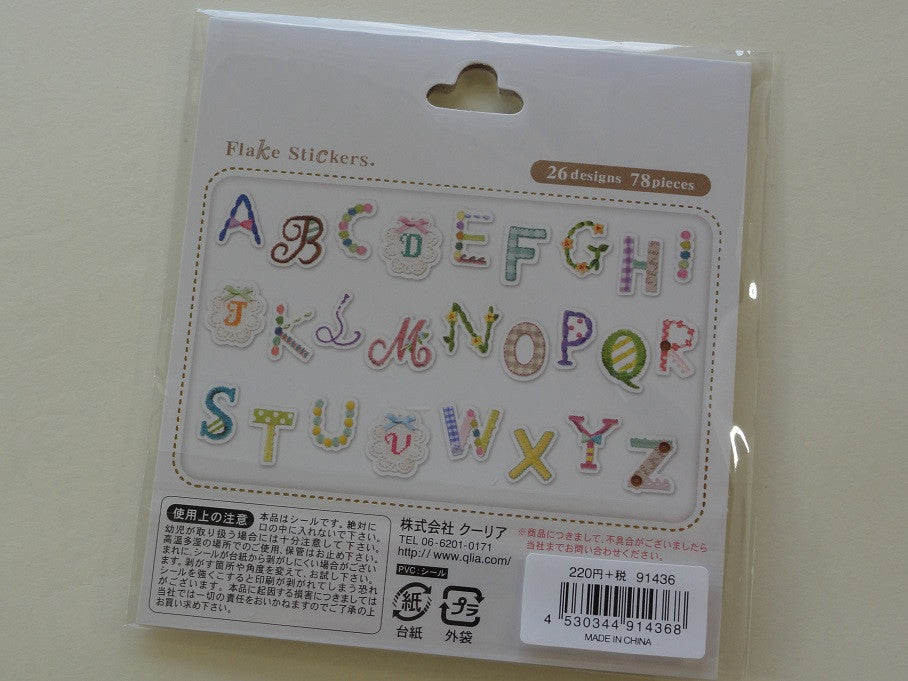 Flake Stickers.
26designs 78pieces
A B C D E F G H I
J K L M N O P Q R
S T U V W X Y Z
使用上の注意 本品はシールです。絶対に
口の中に入れないで下さい。
幼児が取り扱う場合には十分注意して下さい。
高温多湿の場所でのご使用、保管はお止め下さい。
まれに、シールが台紙から剥がしにくい場合がござい
ます。剥がす箇所や角度を変えて、お試し下さい。
シールを強くこすると印刷が剥がれてしまう恐れ
がございます。本品に起因する損害につきましては
当社では一切の責任をおいかねますのでご了承の上
お買い求め下さい。
株式会社 クーリア
TEL 06-6201-0171
http://www.qlia.com/
PVC:シール
紙 プラ
台紙 外袋
※商品につきまして、不具合がございましたら
当社までお問い合わせください。
220円+税 91436
4 530344 914368
MADE IN CHINA